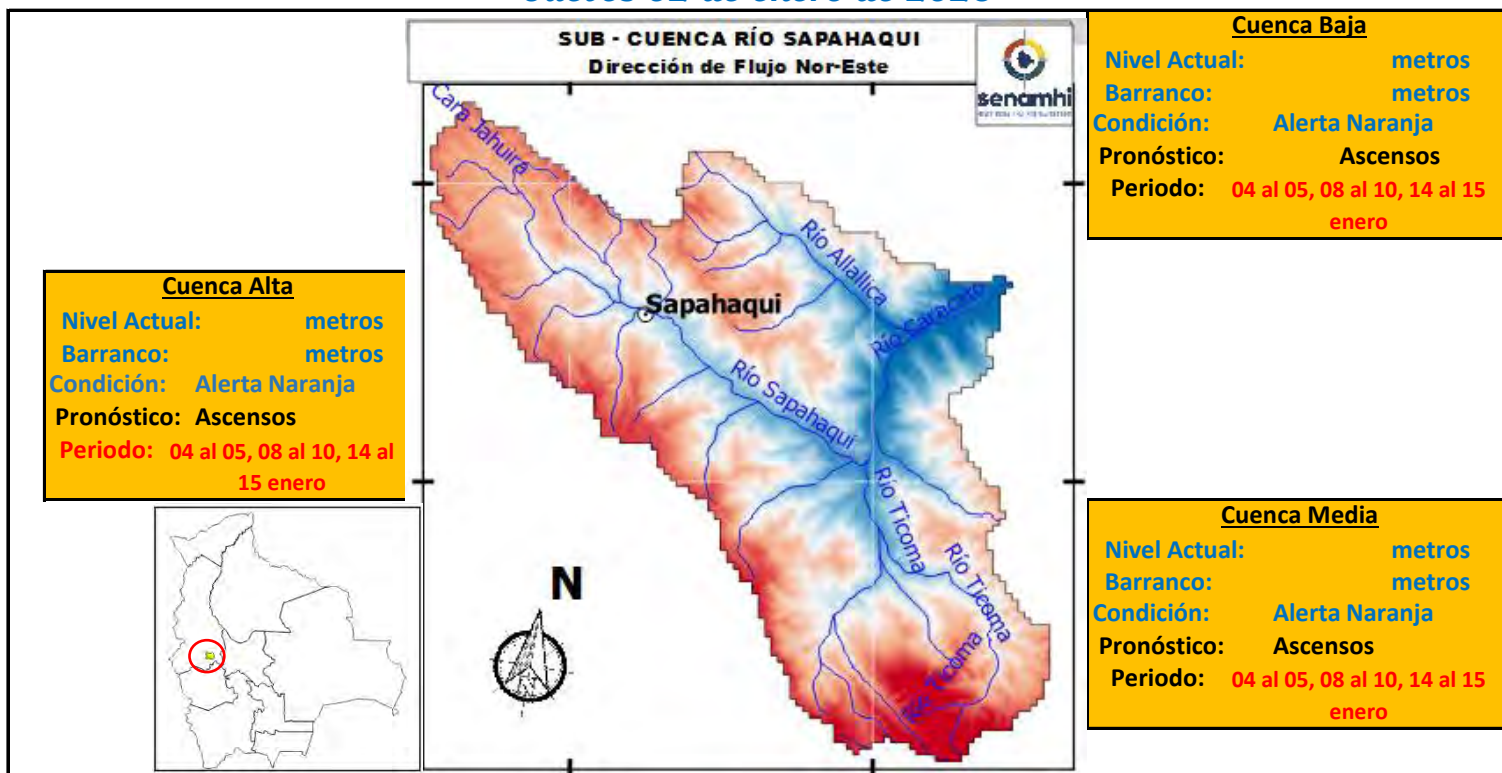 SUB - CUENCA RÍO SAPAHAQUI
Dirección de Flujo Nor-Este
senamhi
Cuenca Baja
Nivel Actual: metros
Barranco: metros
Condición: Alerta Naranja
Pronóstico: Ascensos
Periodo: 04 al 05, 08 al 10, 14 al 15
enero
Cuenca Alta
Nivel Actual: metros
Barranco: metros
Condición: Alerta Naranja
Pronóstico: Ascensos
Periodo: 04 al 05, 08 al 10, 14 al
15 enero
Cara Jahuira
Río Allallica
Sapahaqui
Río Caracato
Río Sapahaqui
Río Ticoma
Río Ticoma
Río Ticoma
N
Cuenca Media
Nivel Actual: metros
Barranco: metros
Condición: Alerta Naranja
Pronóstico: Ascensos
Periodo: 04 al 05, 08 al 10, 14 al 15
enero